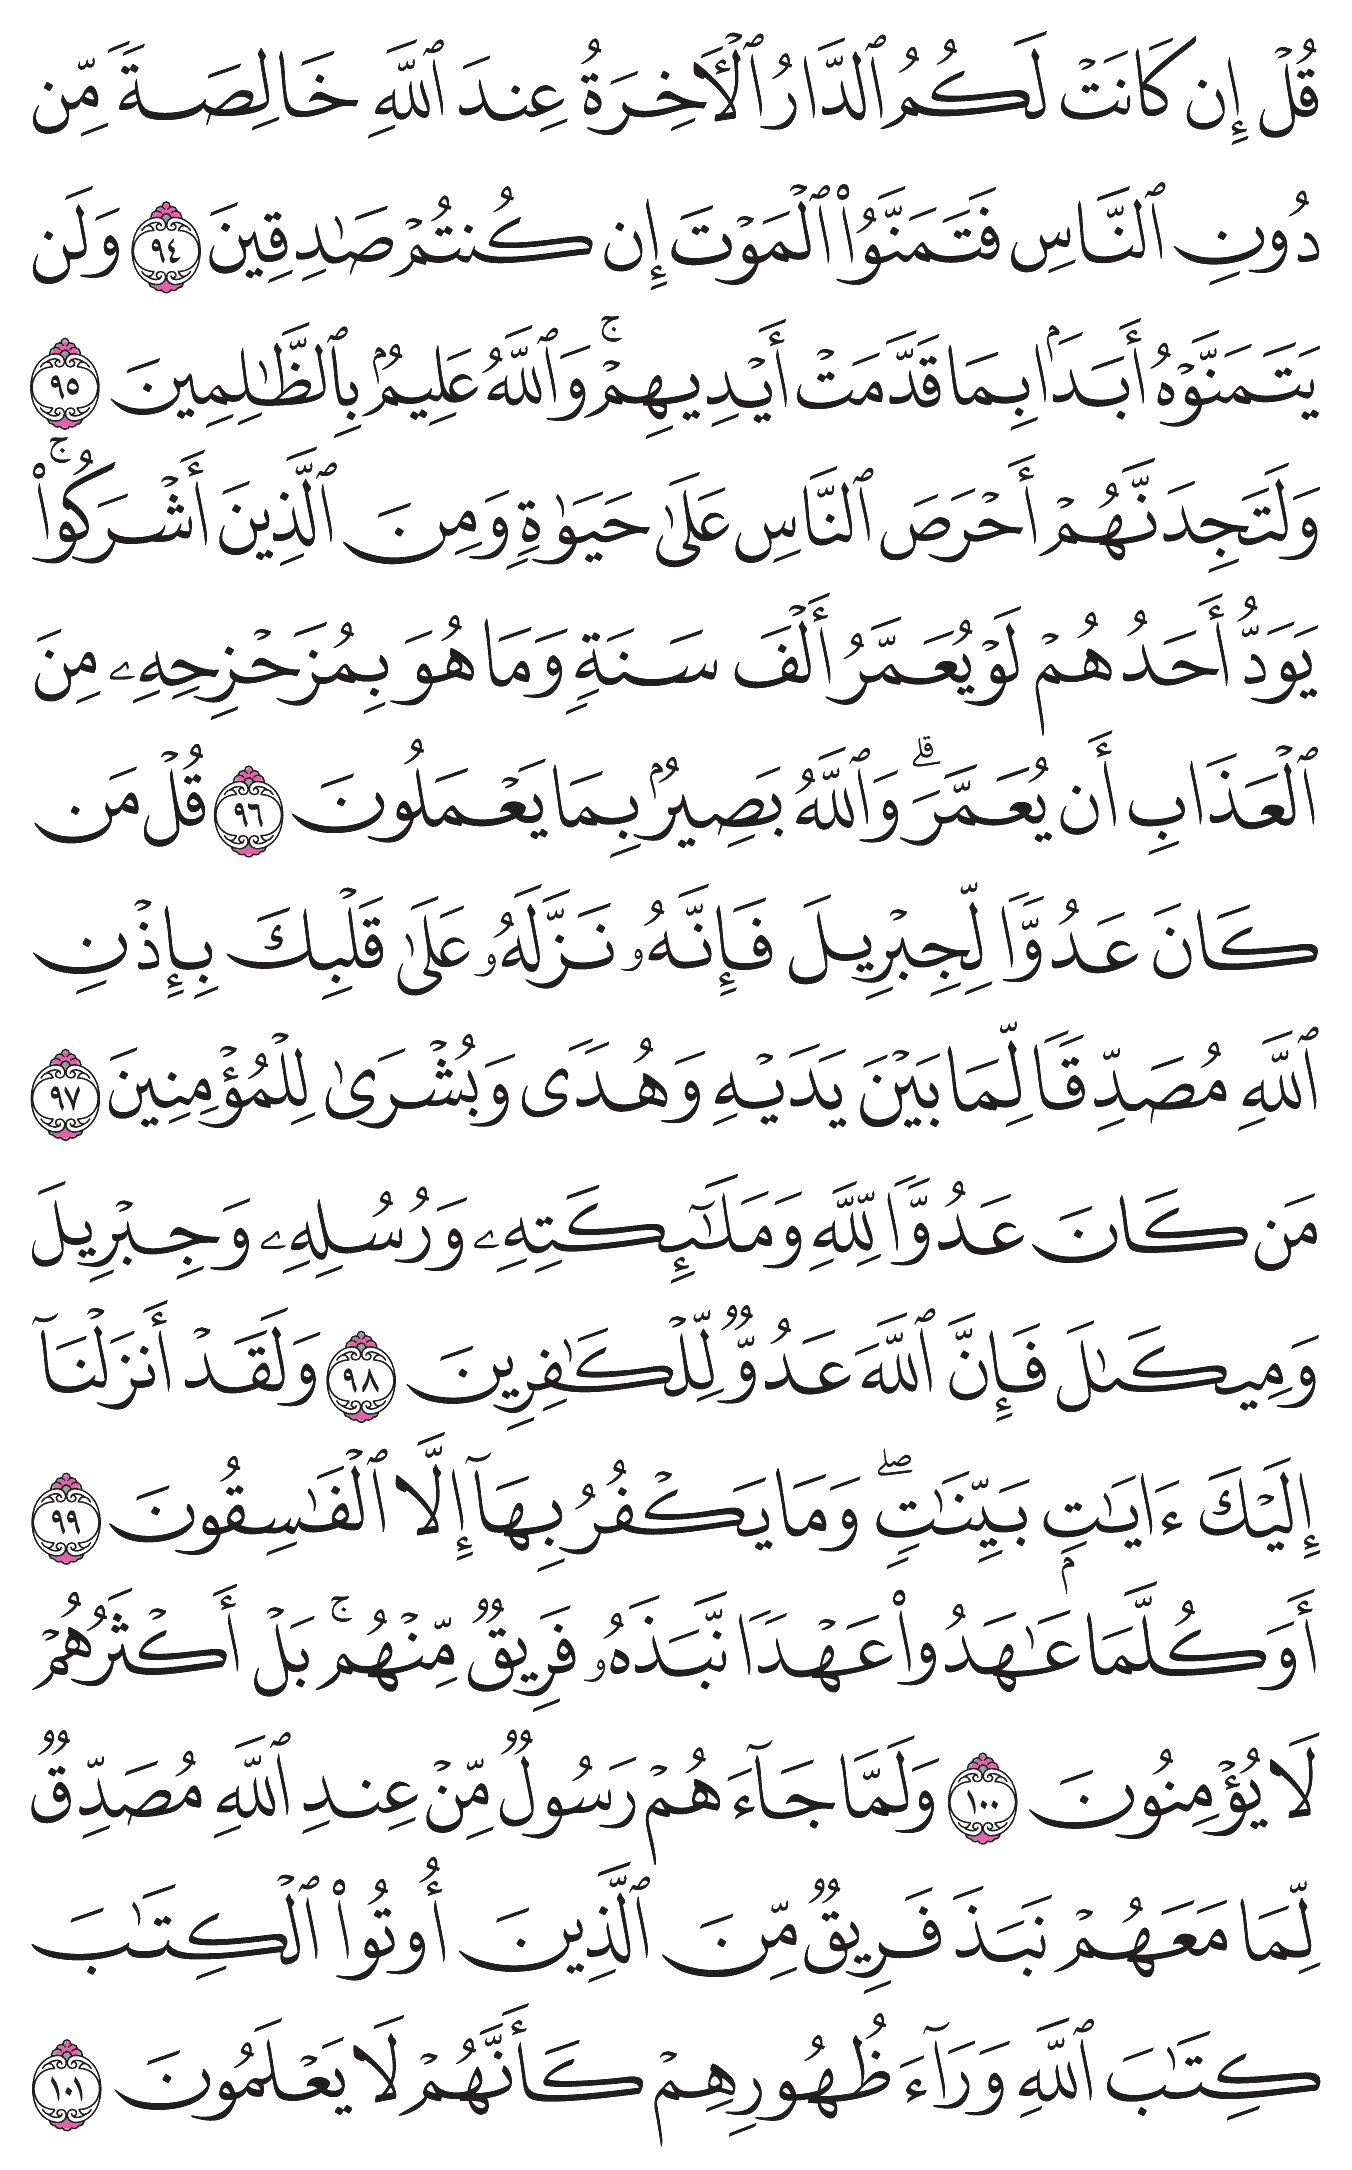 قُلۡ إِن كَانَتۡ لَكُمُ ٱلدَّارُ ٱلۡأٓخِرَةُ عِندَ ٱللَّهِ خَالِصَةٗ مِّن
دُونِ ٱلنَّاسِ فَتَمَنَّوُاْ ٱلۡمَوۡتَ إِن كُنتُمۡ صَٰدِقِينَ ٩٤ وَلَن
يَتَمَنَّوۡهُ أَبَدَۢا بِمَا قَدَّمَتۡ أَيۡدِيهِمۡۚ وَٱللَّهُ عَلِيمُۢ بِٱلظَّٰلِمِينَ ٩٥
وَلَتَجِدَنَّهُمۡ أَحۡرَصَ ٱلنَّاسِ عَلَىٰ حَيَوٰةٖ وَمِنَ ٱلَّذِينَ أَشۡرَكُواْۚ
يَوَدُّ أَحَدُهُمۡ لَوۡ يُعَمَّرُ أَلۡفَ سَنَةٖ وَمَا هُوَ بِمُزَحۡزِحِهِۦ مِنَ
ٱلۡعَذَابِ أَن يُعَمَّرَۗ وَٱللَّهُ بَصِيرُۢ بِمَا يَعۡمَلُونَ ٩٦ قُلۡ مَن
كَانَ عَدُوّٗا لِّجِبۡرِيلَ فَإِنَّهُۥ نَزَّلَهُۥ عَلَىٰ قَلۡبِكَ بِإِذۡنِ
ٱللَّهِ مُصَدِّقٗا لِّمَا بَيۡنَ يَدَيۡهِ وَهُدٗى وَبُشۡرَىٰ لِلۡمُؤۡمِنِينَ ٩٧
مَن كَانَ عَدُوّٗا لِّلَّهِ وَمَلَٰٓئِكَتِهِۦ وَرُسُلِهِۦ وَجِبۡرِيلَ
وَمِيكَىٰلَ فَإِنَّ ٱللَّهَ عَدُوّٞ لِّلۡكَٰفِرِينَ ٩٨ وَلَقَدۡ أَنزَلۡنَآ
إِلَيۡكَ ءَايَٰتِۭ بَيِّنَٰتٖۖ وَمَا يَكۡفُرُ بِهَآ إِلَّا ٱلۡفَٰسِقُونَ ٩٩
أَوَكُلَّمَا عَٰهَدُواْ عَهۡدٗا نَّبَذَهُۥ فَرِيقٞ مِّنۡهُمۚ بَلۡ أَكۡثَرُهُمۡ
لَا يُؤۡمِنُونَ ١٠٠ وَلَمَّا جَآءَهُمۡ رَسُولٞ مِّنۡ عِندِ ٱللَّهِ مُصَدِّقٞ
لِّمَا مَعَهُمۡ نَبَذَ فَرِيقٞ مِّنَ ٱلَّذِينَ أُوتُواْ ٱلۡكِتَٰبَ
كِتَٰبَ ٱللَّهِ وَرَآءَ ظُهُورِهِمۡ كَأَنَّهُمۡ لَا يَعۡلَمُونَ ١٠١